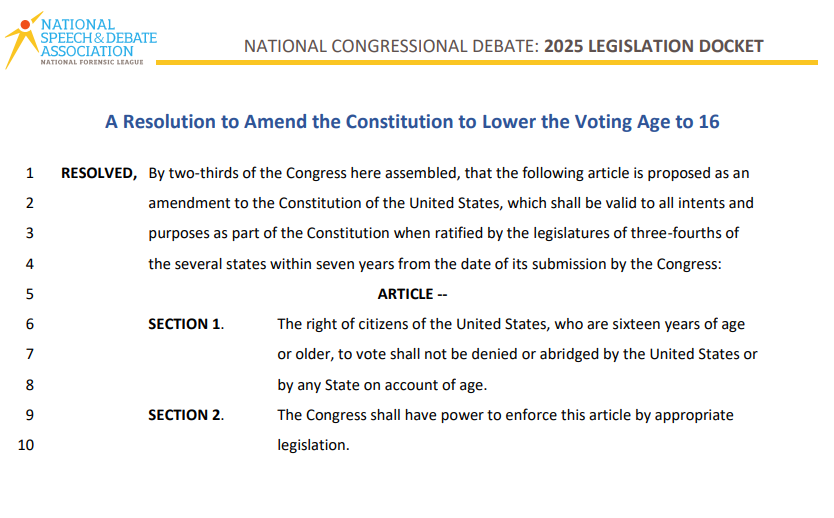 NATIONAL
SPEECH & DEBATE
ASSOCIATION
NATIONAL FORENSIC LEAGUE
NATIONAL CONGRESSIONAL DEBATE: 2025 LEGISLATION DOCKET
A Resolution to Amend the Constitution to Lower the Voting Age to 16
1 RESOLVED, By two-thirds of the Congress here assembled, that the following article is proposed as an
2 amendment to the Constitution of the United States, which shall be valid to all intents and
3 purposes as part of the Constitution when ratified by the legislatures of three-fourths of
4 the several states within seven years from the date of its submission by the Congress:
5 ARTICLE --
6 SECTION 1. The right of citizens of the United States, who are sixteen years of age
7 or older, to vote shall not be denied or abridged by the United States or
8 by any State on account of age.
9 SECTION 2. The Congress shall have power to enforce this article by appropriate
10 legislation.